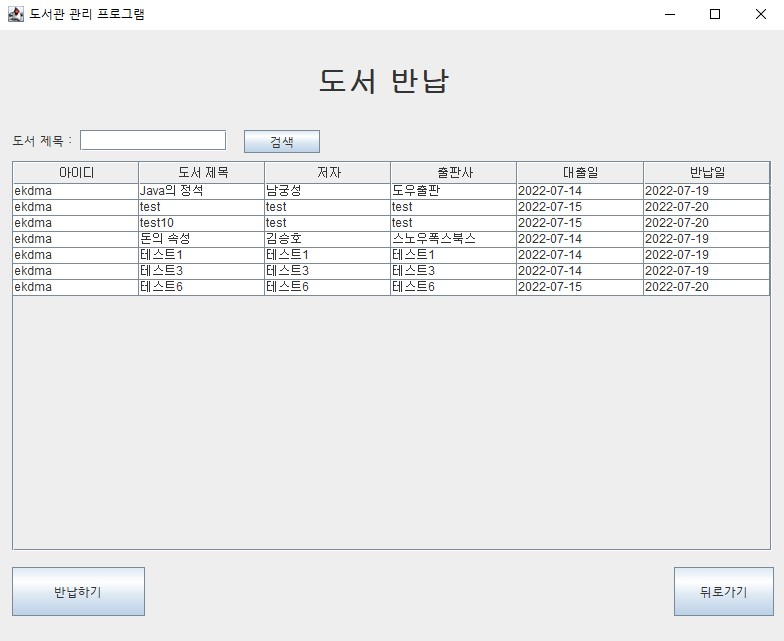 도서관 관리 프로그램
도서 반납
도서 제목 : 검색
아이디 도서 제목 저자 출판사 대출일 반납일
ekdma Java의 정석 남궁성 도우출판 2022-07-14 2022-07-19
ekdma test test test 2022-07-15 2022-07-20
ekdma test10 test test 2022-07-15 2022-07-20
ekdma 돈의 속성 김승호 스노우폭스북스 2022-07-14 2022-07-19
ekdma 테스트1 테스트1 테스트1 2022-07-14 2022-07-19
ekdma 테스트3 테스트3 테스트3 2022-07-14 2022-07-19
ekdma 테스트6 테스트6 테스트6 2022-07-15 2022-07-20
반납하기 뒤로가기